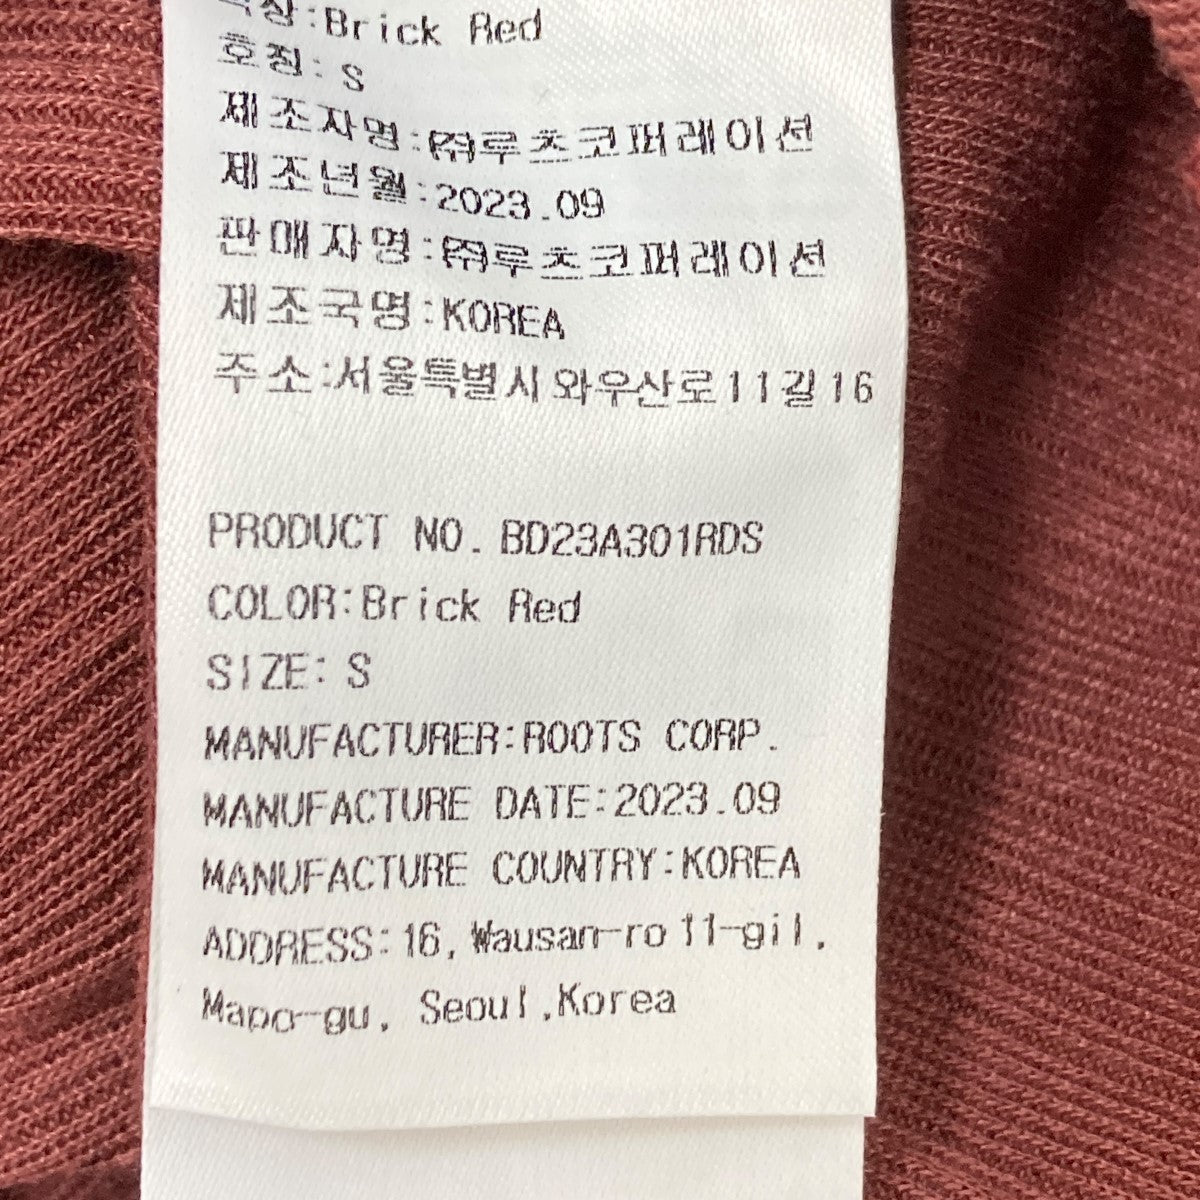 색상:Brick Red
호칭: S
제조자명:㈜루츠코퍼레이션
제조년월:2023.09
판매자명:㈜루츠코퍼레이션
제조국명:KOREA
주소:서울특별시 와우산로11길 16
PRODUCT NO. BD23A301RDS
COLOR:Brick Red
SIZE: S
MANUFACTURER:ROOTS CORP.
MANUFACTURE DATE:2023.09
MANUFACTURE COUNTRY:KOREA
ADDRESS:16, Wausan-ro 11-gil,
Mapo-gu, Seoul,Korea